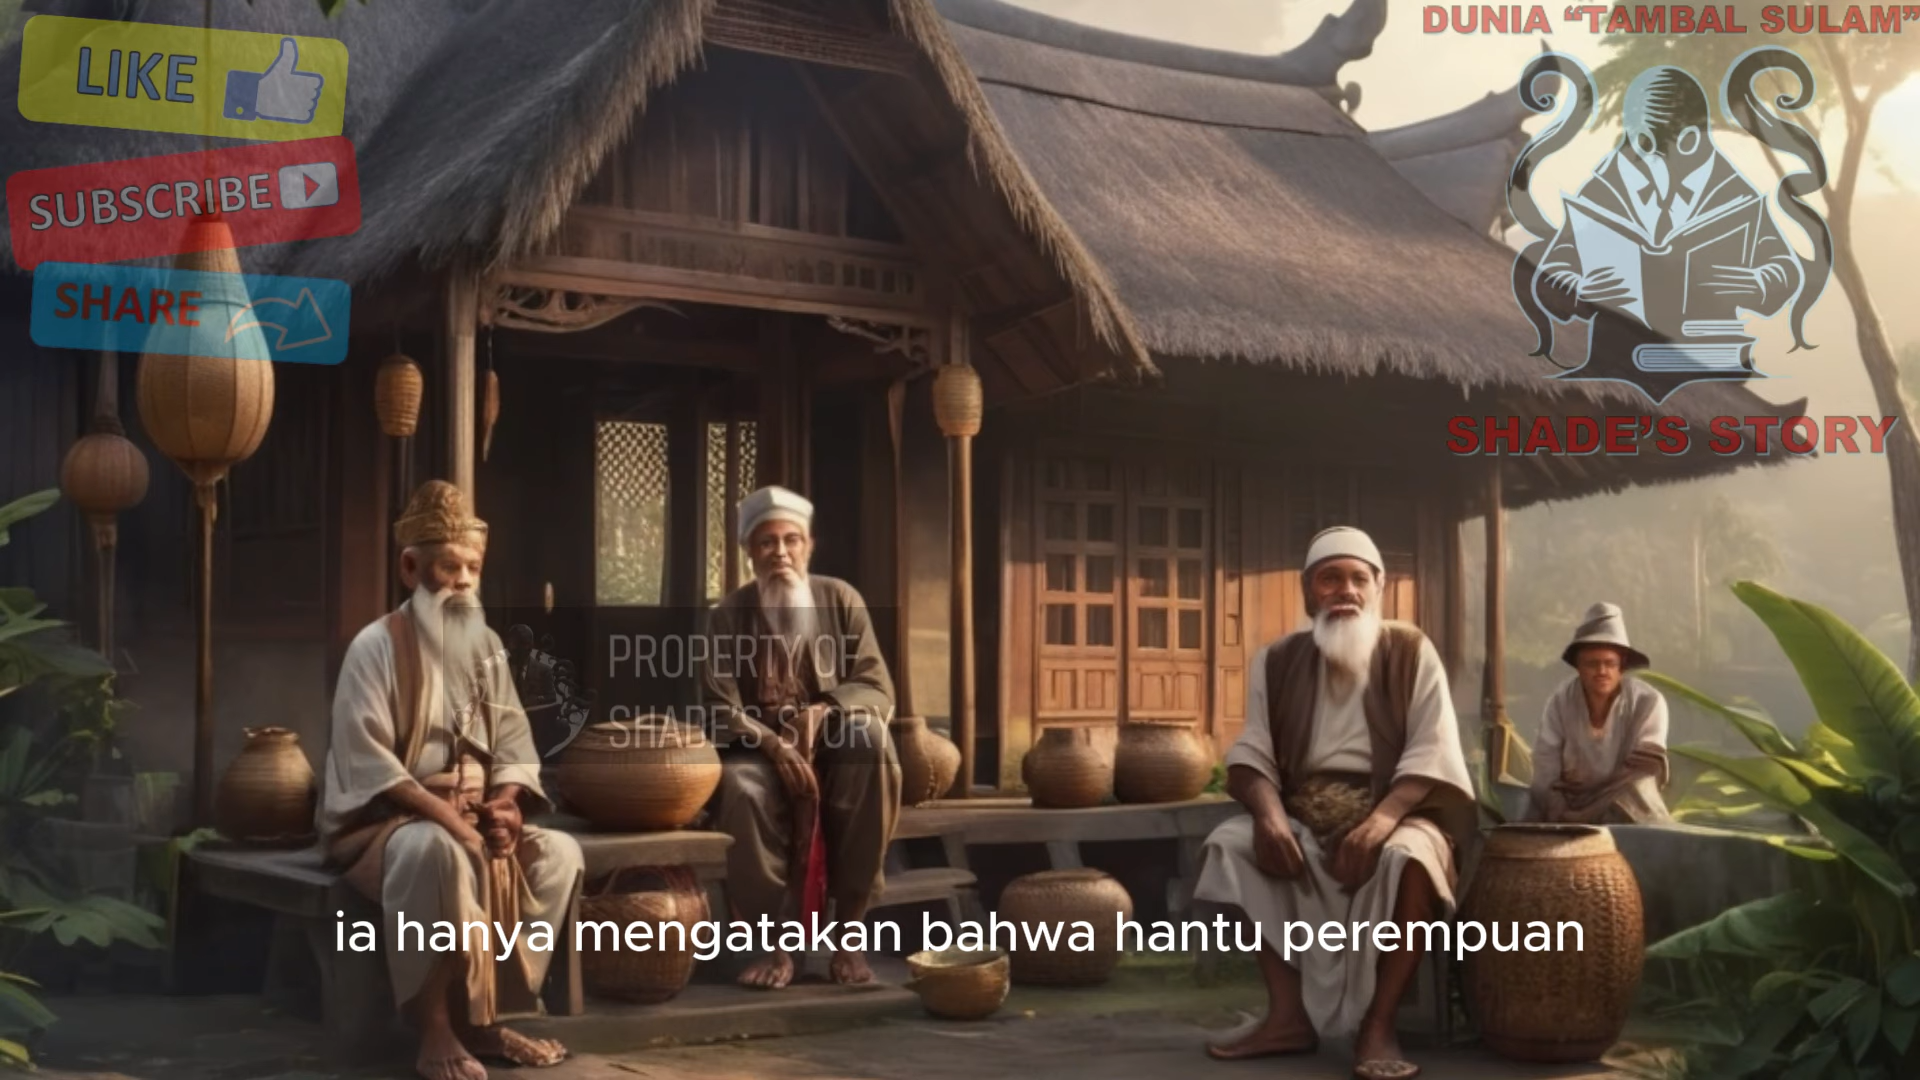 LIKE
SUBSCRIBE
SHARE
DUNIA “TAMBAL SULAM”
SHADE’S STORY
PROPERTY OF
SHADE’S STORY
ia hanya mengatakan bahwa hantu perempuan